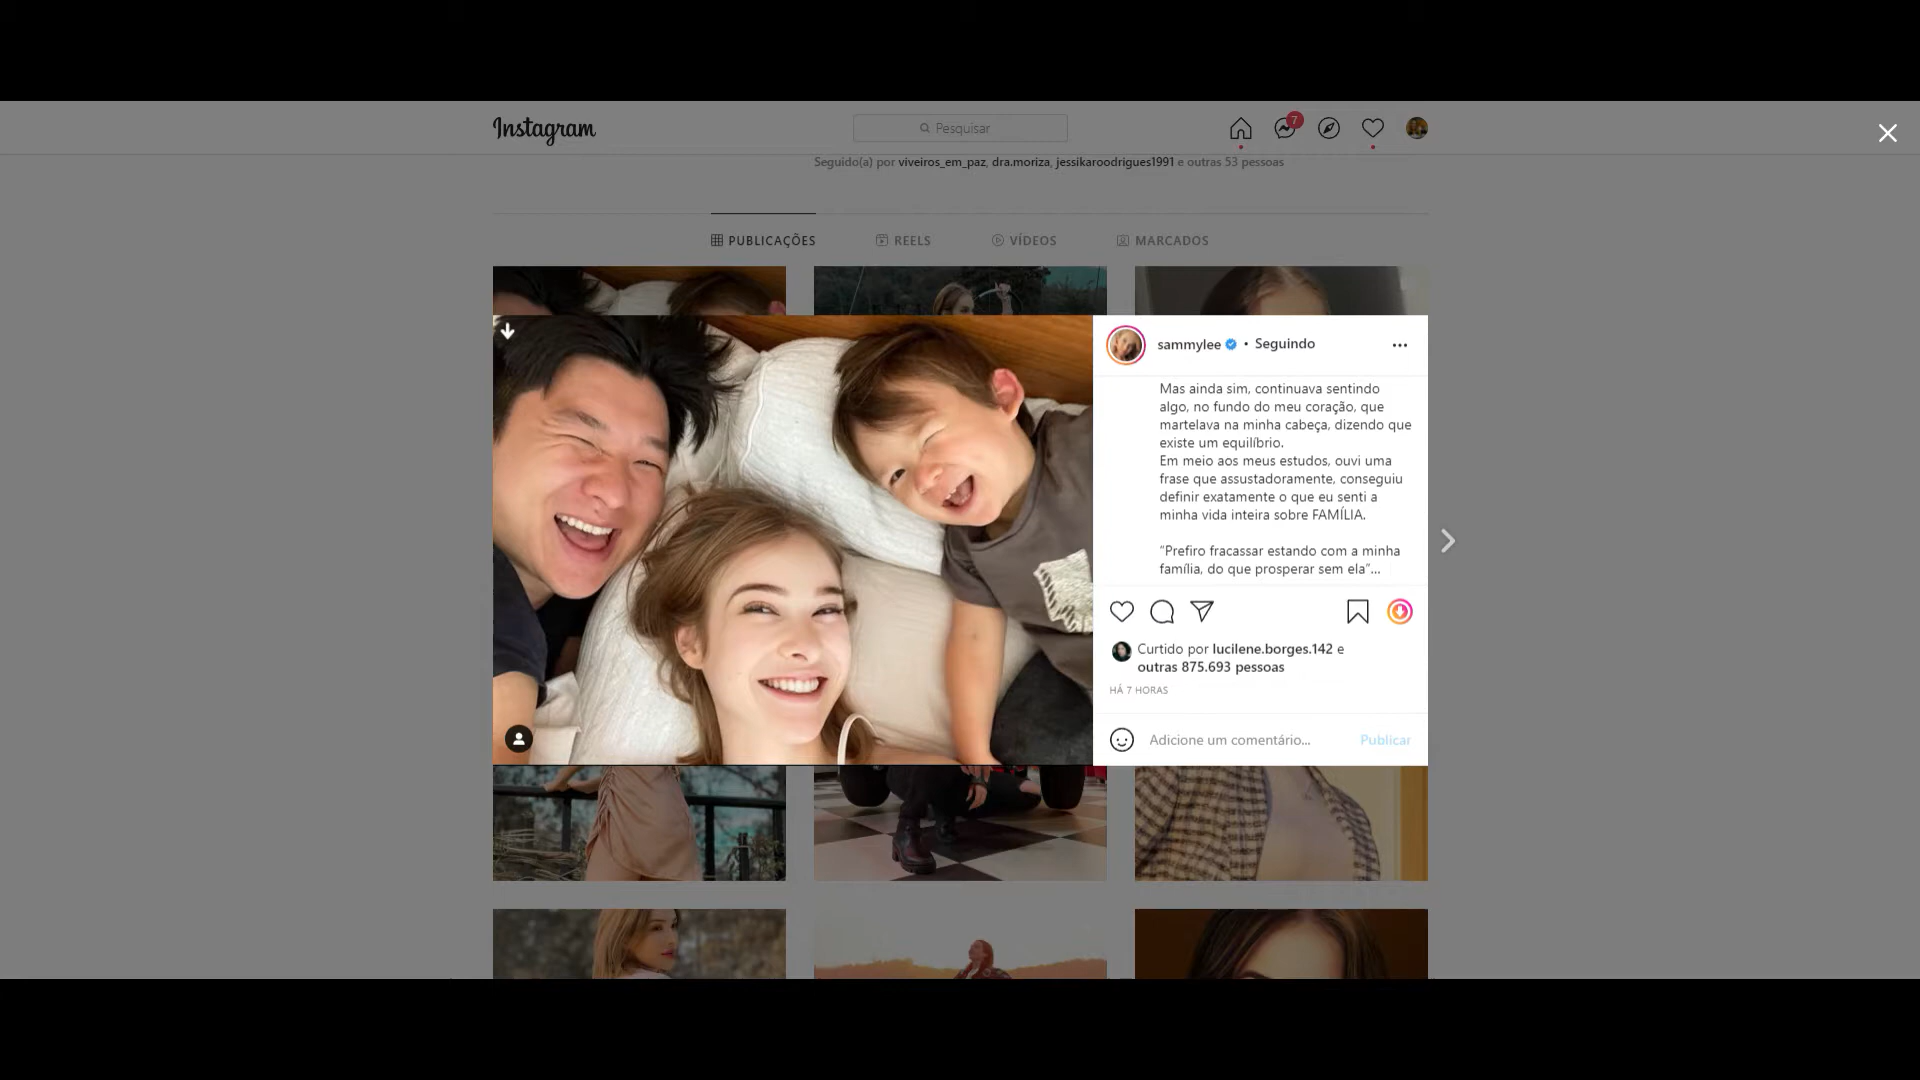 Instagram
Pesquisar
7
Seguido(a) por viveiros_em_paz, dra.moriza, jessikaroodrigues1991 e outras 53 pessoas
PUBLICAÇÕES
REELS
VÍDEOS
MARCADOS
sammylee • Seguindo
Mas ainda sim, continuava sentindo
algo, no fundo do meu coração, que
martelava na minha cabeça, dizendo que
existe um equilíbrio.
Em meio aos meus estudos, ouvi uma
frase que assustadoramente, conseguiu
definir exatamente o que eu senti a
minha vida inteira sobre FAMÍLIA.
“Prefiro fracassar estando com a minha
família, do que prosperar sem ela”...
Curtido por lucilene.borges.142 e
outras 875.693 pessoas
HÁ 7 HORAS
Adicione um comentário...
Publicar